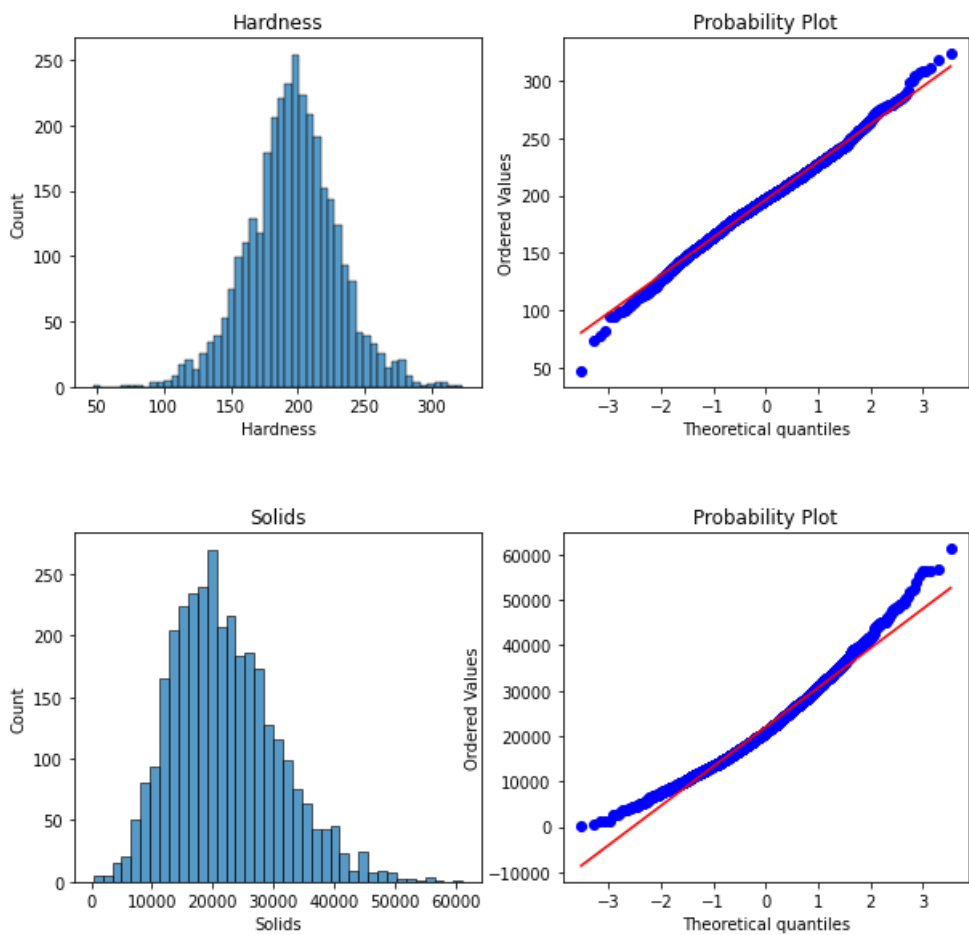 Hardness
250
200
150
100
50
0
Count
50 100 150 200 250 300
Hardness
Probability Plot
300
250
200
150
100
50
Ordered Values
−3 −2 −1 0 1 2 3
Theoretical quantiles
Solids
250
200
150
100
50
0
Count
0 10000 20000 30000 40000 50000 60000
Solids
Probability Plot
60000
50000
40000
30000
20000
10000
0
−10000
Ordered Values
−3 −2 −1 0 1 2 3
Theoretical quantiles